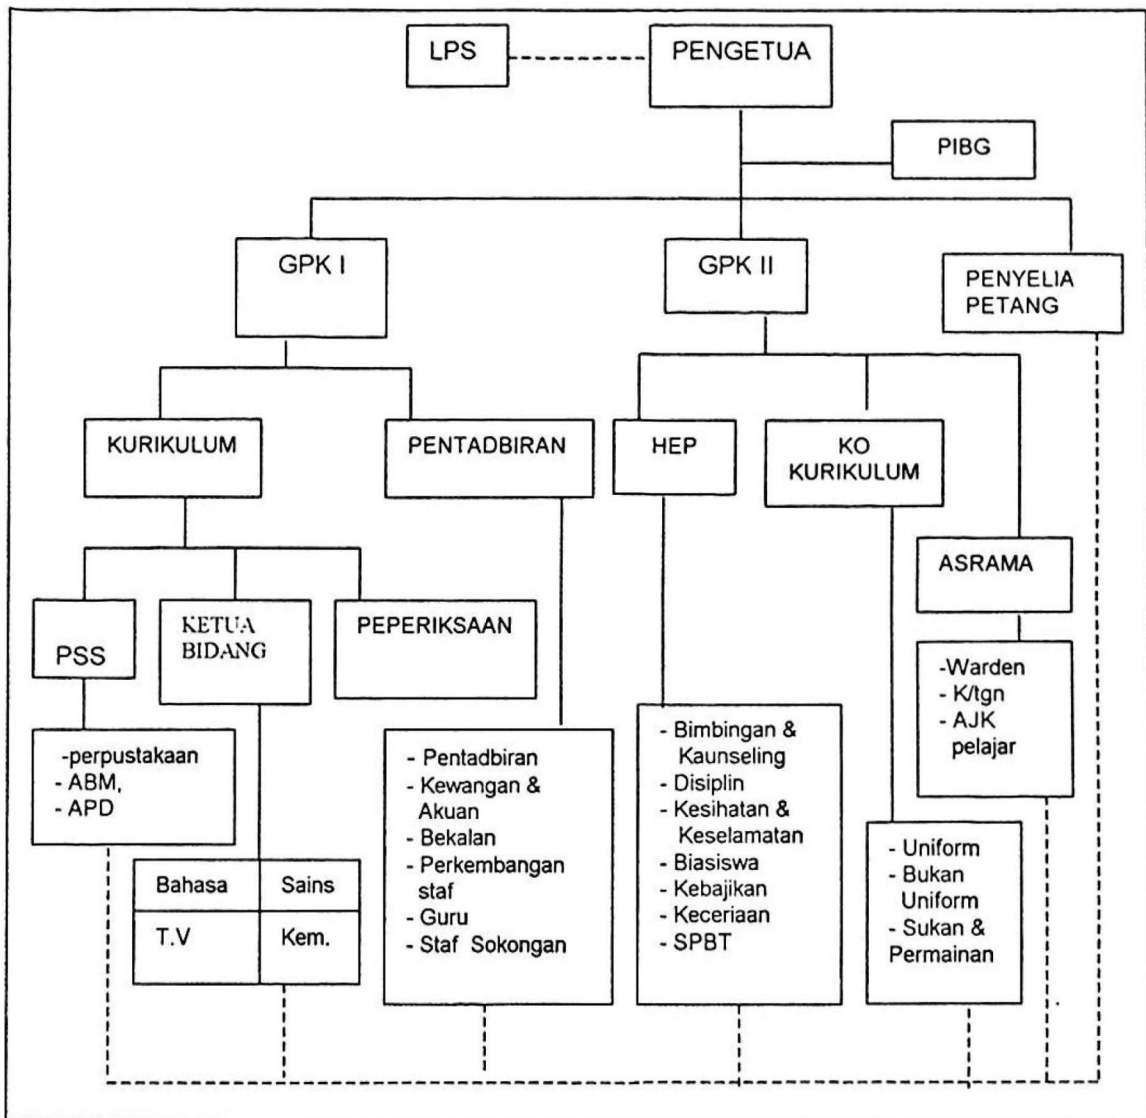 LPS
PENGETUA
PIBG
GPK I
GPK II
PENYELIA
PETANG
KURIKULUM
PENTADBIRAN
HEP
KO
KURIKULUM
ASRAMA
PSS
KETUA
BIDANG
PEPERIKSAAN
-perpustakaan
- ABM,
- APD
Bahasa
Sains
T.V
Kem.
- Pentadbiran
- Kewangan &
Akuan
- Bekalan
- Perkembangan
staf
- Guru
- Staf Sokongan
- Bimbingan &
Kaunseling
- Disiplin
- Kesihatan &
Keselamatan
- Biasiswa
- Kebajikan
- Keceriaan
- SPBT
- Uniform
- Bukan
Uniform
- Sukan &
Permainan
-Warden
- K/tgn
- AJK
pelajar